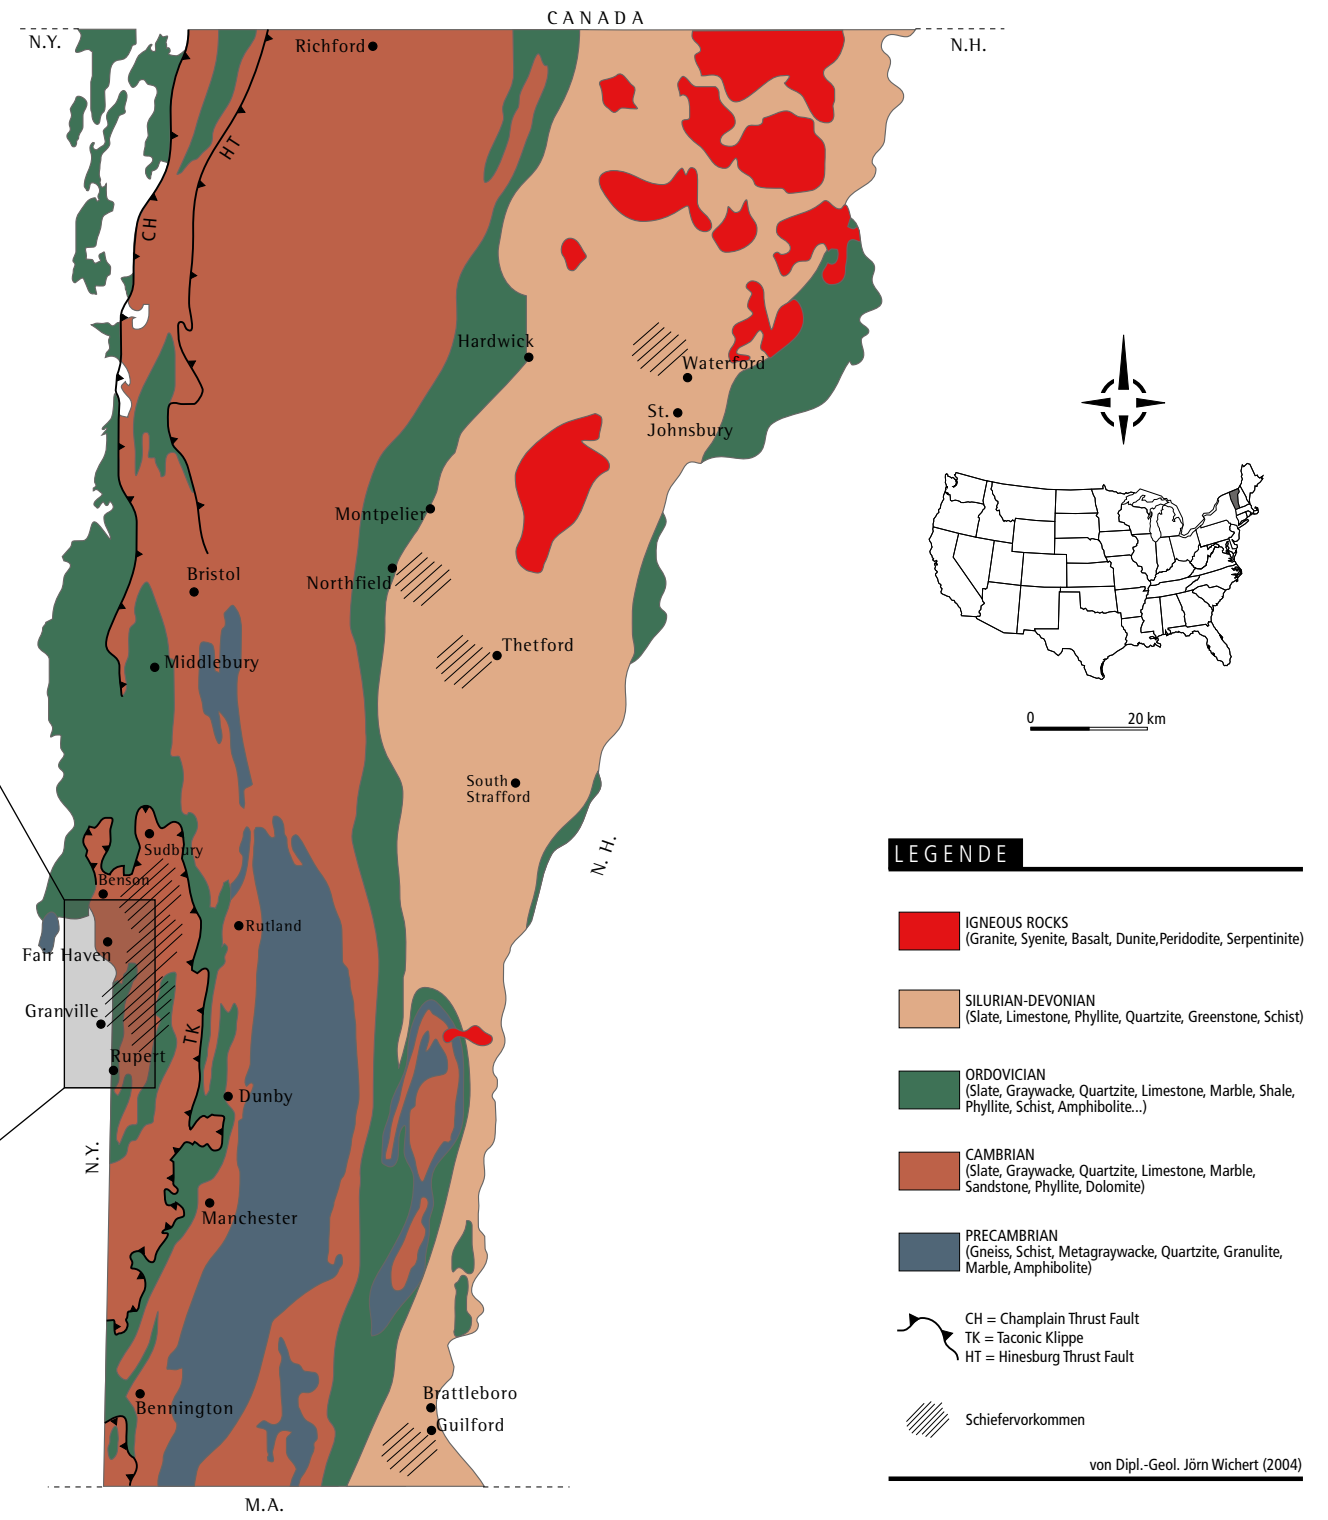 CANADA
N.Y.
Richford
N.H.
HT
CH
Hardwick
Waterford
St.
Johnsbury
Montpelier
Bristol
Northfield
Thetford
Middlebury
0 20 km
South
Strafford
Sudbury
N. H.
LEGENDE
Benson
Rutland
IGNEOUS ROCKS
(Granite, Syenite, Basalt, Dunite,Peridodite, Serpentinite)
Fair Haven
SILURIAN-DEVONIAN
(Slate, Limestone, Phyllite, Quartzite, Greenstone, Schist)
Granville
TK
Rupert
ORDOVICIAN
(Slate, Graywacke, Quartzite, Limestone, Marble, Shale,
Phyllite, Schist, Amphibolite...)
Dunby
N.Y.
CAMBRIAN
(Slate, Graywacke, Quartzite, Limestone, Marble,
Sandstone, Phyllite, Dolomite)
Manchester
PRECAMBRIAN
(Gneiss, Schist, Metagraywacke, Quartzite, Granulite,
Marble, Amphibolite)
CH = Champlain Thrust Fault
TK = Taconic Klippe
HT = Hinesburg Thrust Fault
Brattleboro
Bennington
Guilford
Schiefervorkommen
von Dipl.-Geol. Jörn Wichert (2004)
M.A.